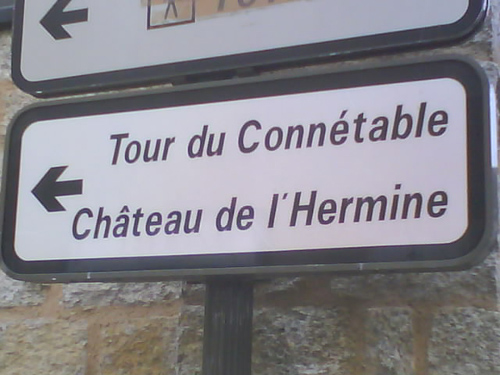 Tour du Connétable
Château de l'Hermine